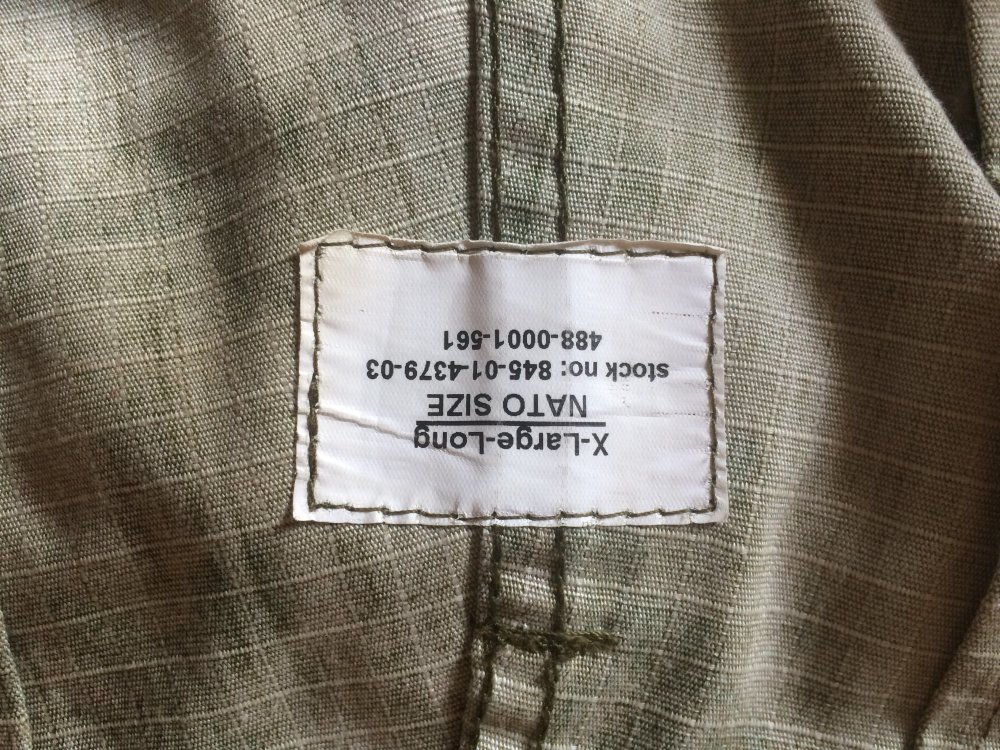 X-Large-Long
NATO SIZE
stock no: 845-01-4379-03
488-0001-561